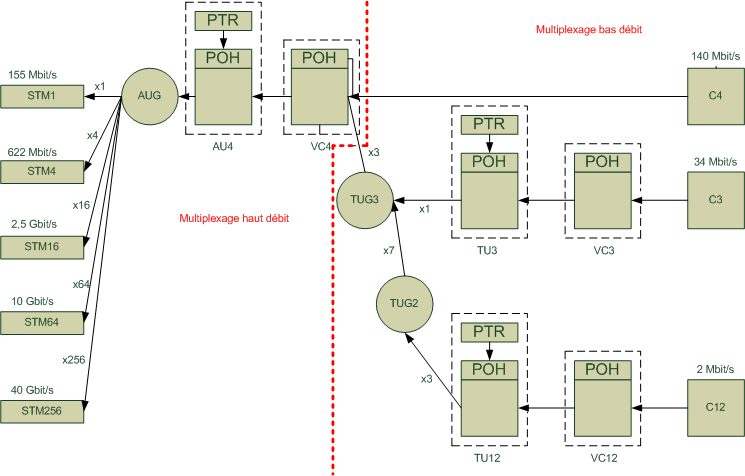 Multiplexage bas débit
PTR
POH
AU4
POH
VC4
AUG
155 Mbit/s
x1
STM1
x4
622 Mbit/s
STM4
x16
2,5 Gbit/s
STM16
x64
10 Gbit/s
STM64
x256
40 Gbit/s
STM256
Multiplexage haut débit
140 Mbit/s
C4
x3
TUG3
x1
PTR
POH
TU3
POH
VC3
34 Mbit/s
C3
x7
TUG2
x3
PTR
POH
TU12
POH
VC12
2 Mbit/s
C12